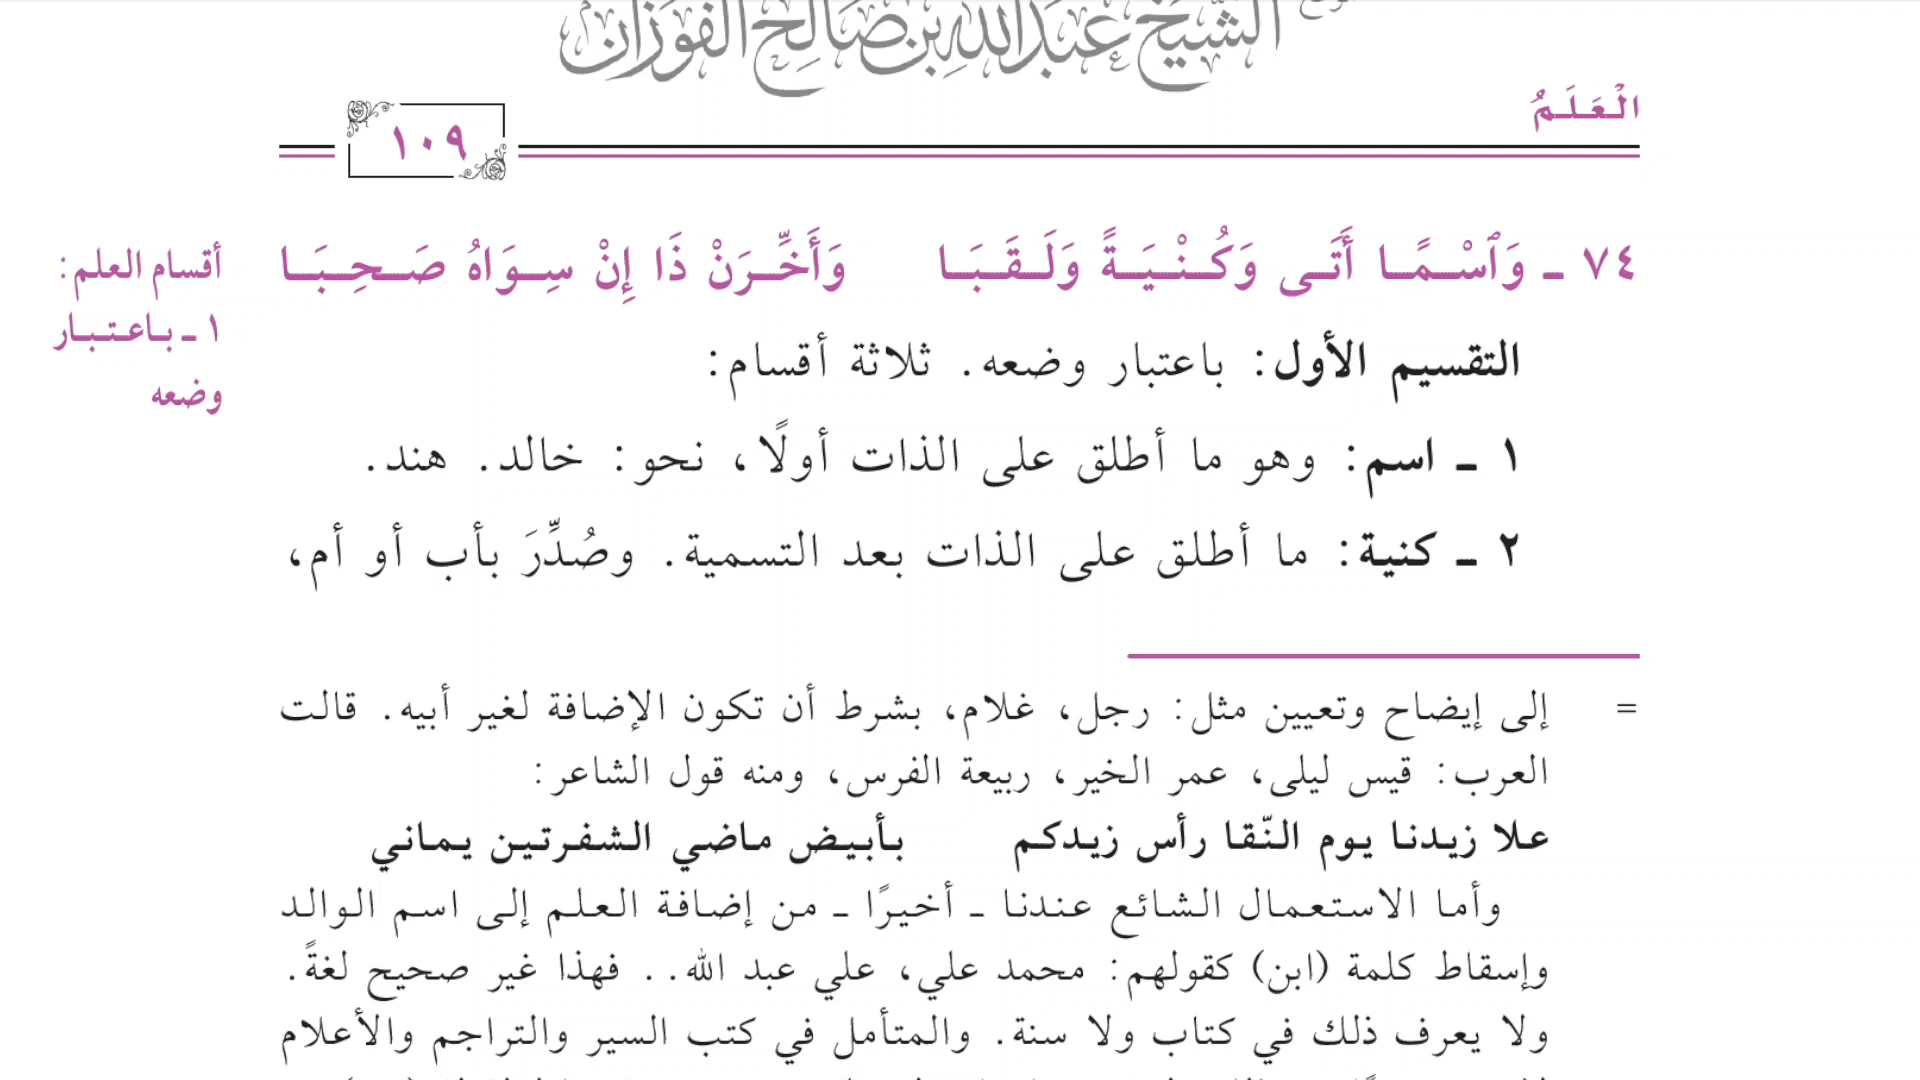 الشيخ عبد الله بن صالح الفوزان
الْعَلَمُ
١٠٩
٧٤ ـ وَٱسْمًا أَتَى وَكُنْيَةً وَلَقَبَا وَأَخِّرَنْ ذَا إِنْ سِوَاهُ صَحِبَا
أقسام العلم:
١ ـ باعتبار
وضعه
التقسيم الأول: باعتبار وضعه. ثلاثة أقسام:
١ ـ اسم: وهو ما أطلق على الذات أولًا، نحو: خالد. هند.
٢ ـ كنية: ما أطلق على الذات بعد التسمية. وصُدِّرَ بأب أو أم،
= إلى إيضاح وتعيين مثل: رجل، غلام، بشرط أن تكون الإضافة لغير أبيه. قالت
العرب: قيس ليلى، عمر الخير، ربيعة الفرس، ومنه قول الشاعر:
علا زيدنا يوم النّقا رأس زيدكم بأبيض ماضي الشفرتين يماني
وأما الاستعمال الشائع عندنا ـ أخيرًا ـ من إضافة العلم إلى اسم الوالد
وإسقاط كلمة (ابن) كقولهم: محمد علي، علي عبد الله.. فهذا غير صحيح لغةً.
ولا يعرف ذلك في كتاب ولا سنة. والمتأمل في كتب السير والتراجم والأعلام